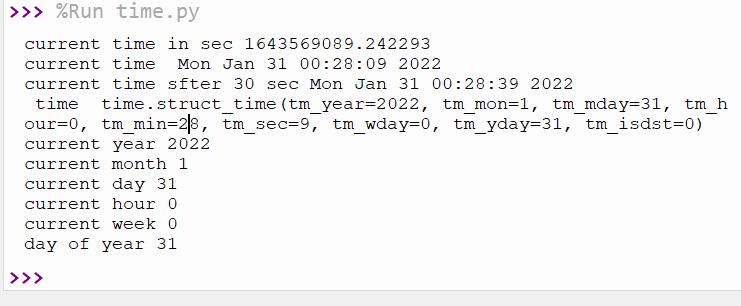 >>> %Run time.py
current time in sec 1643569089.242293
current time  Mon Jan 31 00:28:09 2022
current time sfter 30 sec Mon Jan 31 00:28:39 2022
 time  time.struct_time(tm_year=2022, tm_mon=1, tm_mday=31, tm_h
our=0, tm_min=28, tm_sec=9, tm_wday=0, tm_yday=31, tm_isdst=0)
current year 2022
current month 1
current day 31
current hour 0
current week 0
day of year 31
>>>